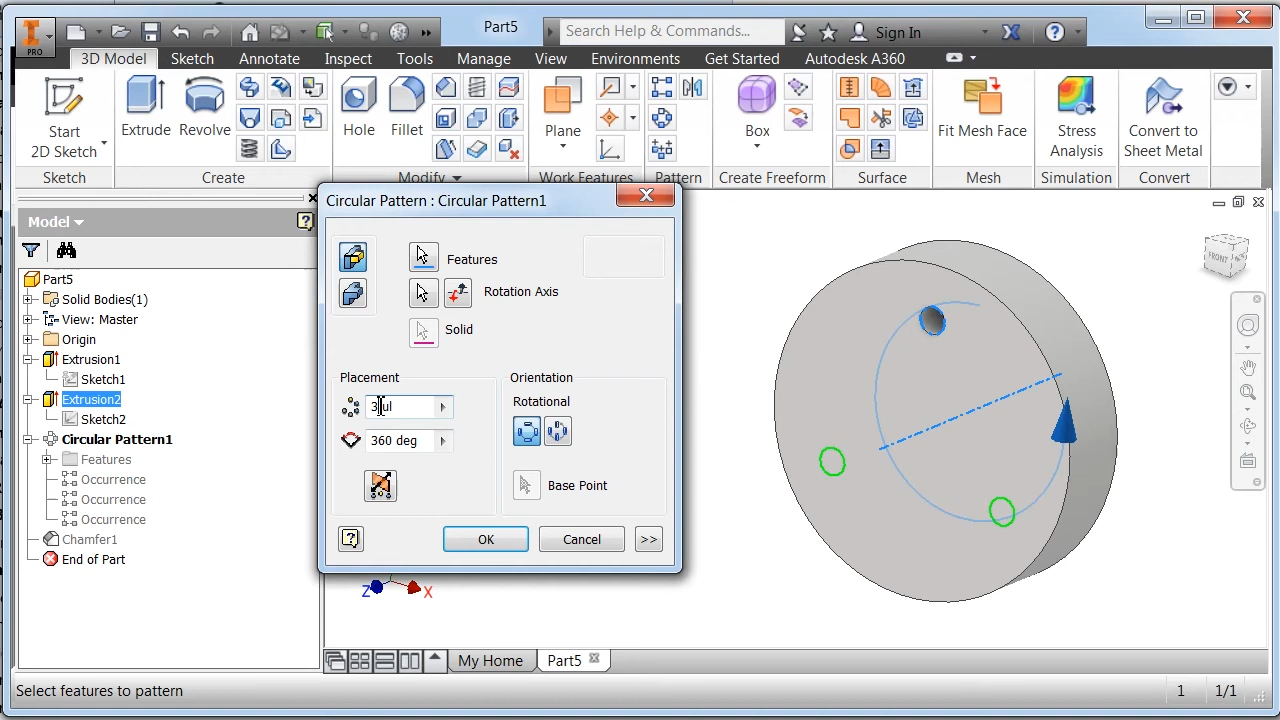 PRO
Part5
Search Help & Commands...
Sign In
3D Model
Sketch
Annotate
Inspect
Tools
Manage
View
Environments
Get Started
Autodesk A360
Start
2D Sketch
Extrude
Revolve
Hole
Fillet
Plane
Box
Fit Mesh Face
Stress
Analysis
Convert to
Sheet Metal
Sketch
Create
Modify
Work Features
Pattern
Create Freeform
Surface
Mesh
Simulation
Convert
Model
Part5
Solid Bodies(1)
View: Master
Origin
Extrusion1
Sketch1
Extrusion2
Sketch2
Circular Pattern1
Features
Occurrence
Occurrence
Occurrence
Chamfer1
End of Part
Circular Pattern : Circular Pattern1
Features
Rotation Axis
Solid
Placement
3 ul
360 deg
Orientation
Rotational
Base Point
OK
Cancel
>>
FRONT
Z
X
My Home
Part5
Select features to pattern
1
1/1